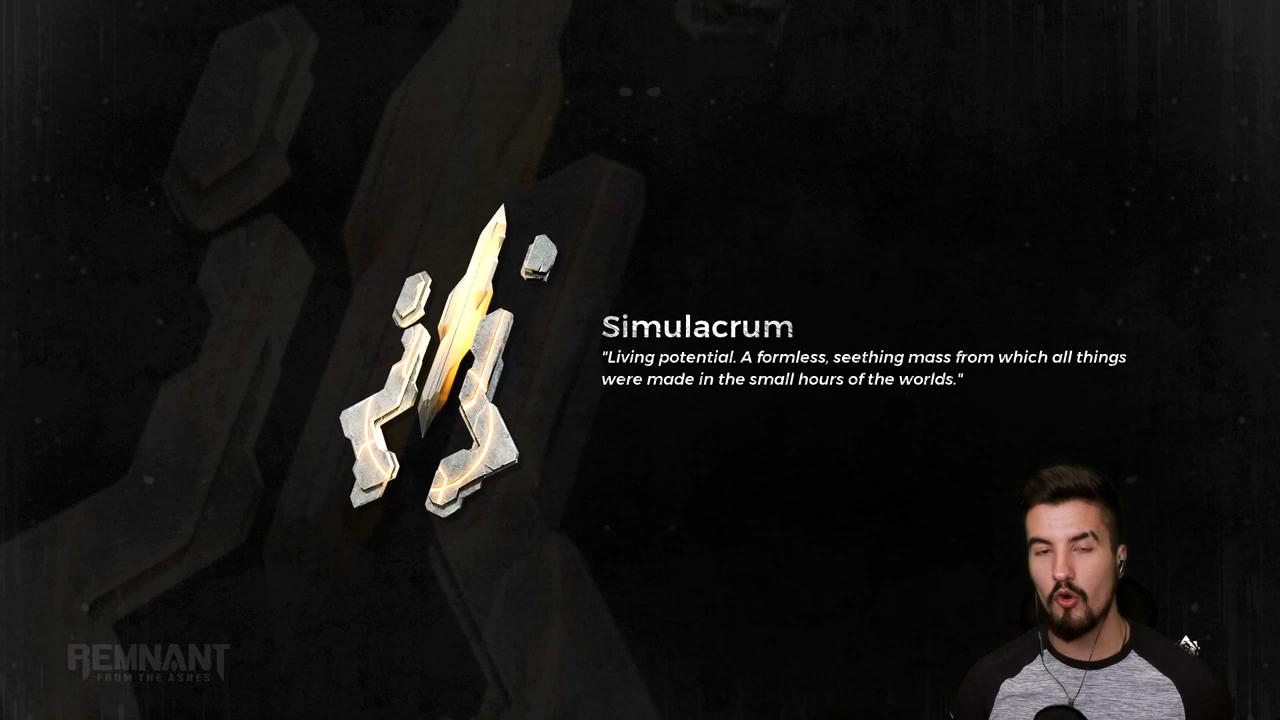 Simulacrum
"Living potential. A formless, seething mass from which all things
were made in the small hours of the worlds."
REMNANT
FROM THE ASHES